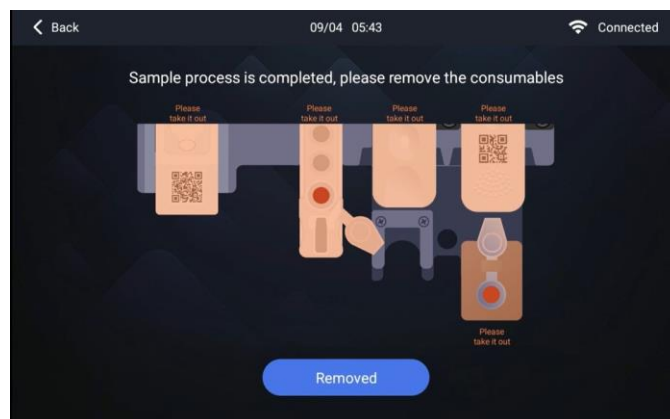 Back
09/04 05:43
Connected
Sample process is completed, please remove the consumables
Please
take it out
Please
take it out
Please
take it out
Please
take it out
Please
take it out
Removed